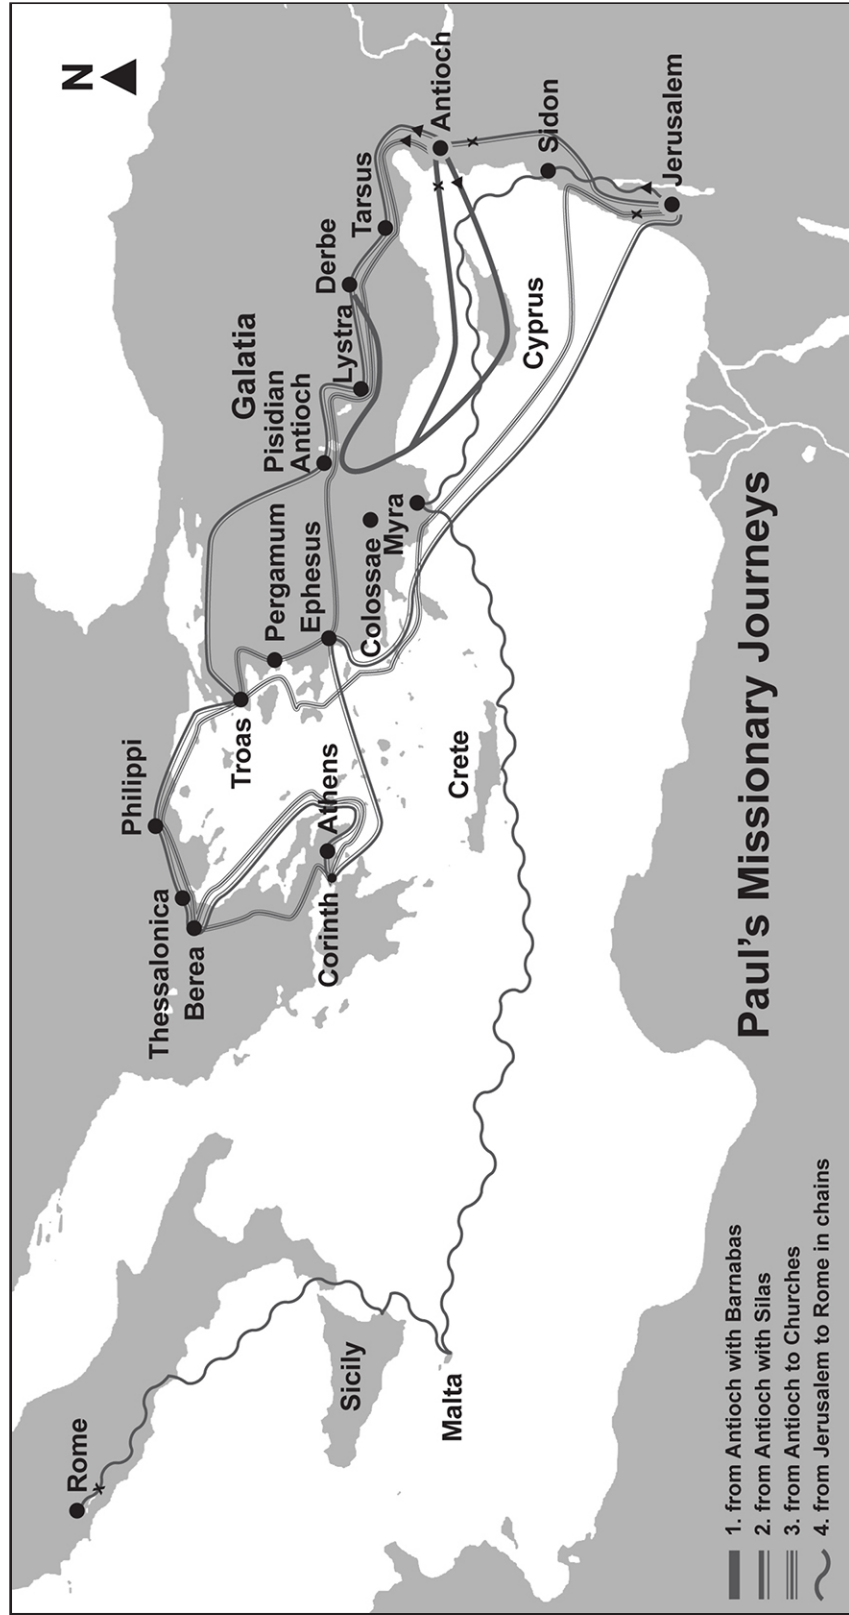 N
Rome
Sicily
Malta
Thessalonica
Berea
Philippi
Corinth
Athens
Troas
Crete
Pergamum
Ephesus
Colossae
Myra
Galatia
Pisidian
Antioch
Lystra
Derbe
Tarsus
Cyprus
Antioch
Sidon
Jerusalem
Paul's Missionary Journeys
1. from Antioch with Barnabas
2. from Antioch with Silas
3. from Antioch to Churches
4. from Jerusalem to Rome in chains